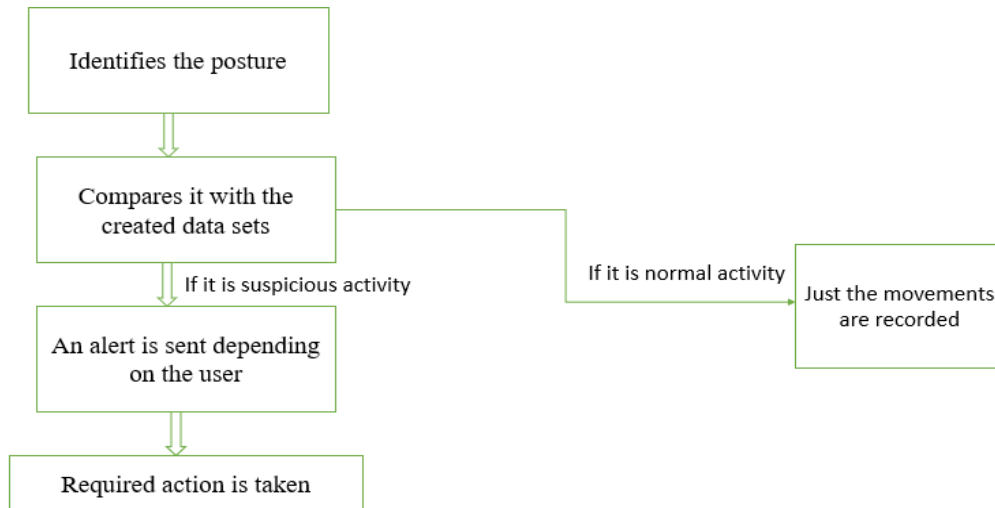 Identifies the posture
Compares it with the
created data sets
If it is suspicious activity
If it is normal activity
Just the movements
are recorded
An alert is sent depending
on the user
Required action is taken